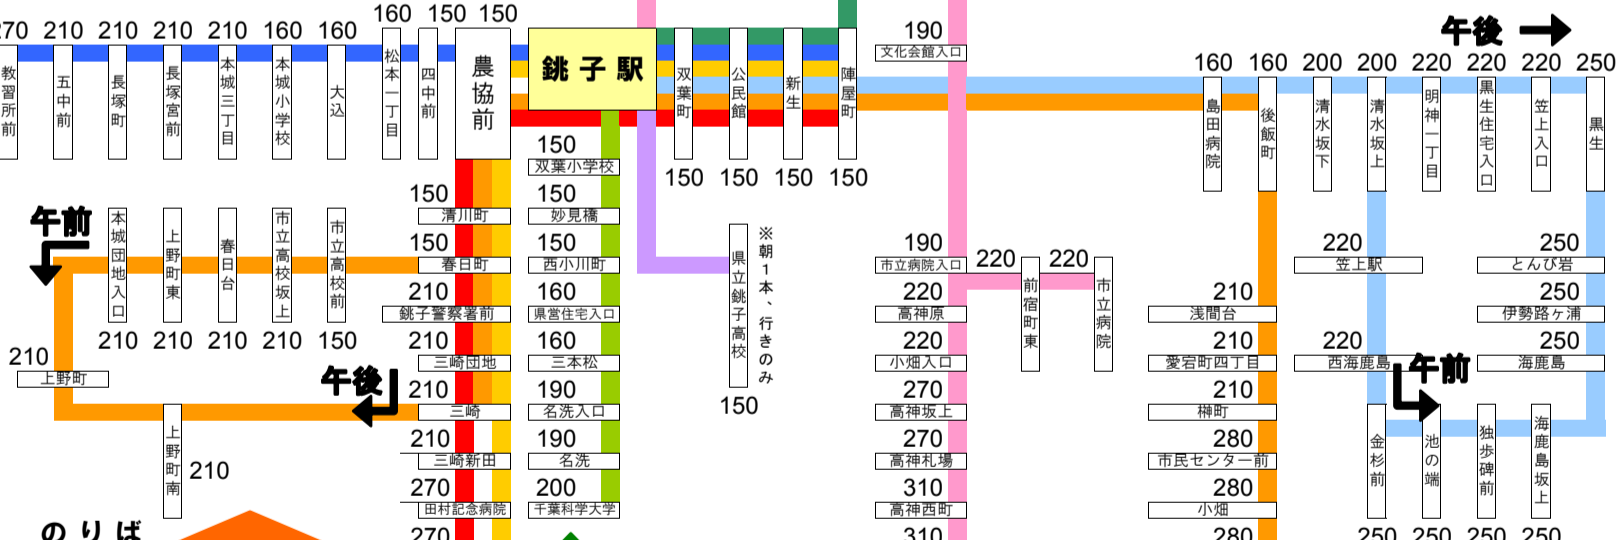 270 210 210 210 210 160 160 160 150 150
教習所前
五中前
長塚町
長塚宮前
本城三丁目
本城小学校
大込
松本一丁目
四中前
農協前
銚子駅
双葉町
公民館
新生
陣屋町
150 150 150 150
190
文化会館入口
午後
160 160 200 200 220 220 220 250
島田病院
後飯町
清水坂下
清水坂上
明神一丁目
黒生住宅入口
笠上入口
黒生
午前
本城団地入口
上野町東
春日台
市立高校坂上
市立高校前
210 210 210 210 150
210
上野町
午後
上野町南
210
のりば
150
清川町
150
春日町
210
銚子警察署前
210
三崎団地
210
三崎
210
三崎新田
270
田村記念病院
270
150
双葉小学校
150
妙見橋
150
西小川町
160
県営住宅入口
160
三本松
190
名洗入口
190
名洗
200
千葉科学大学
県立銚子高校
150
※朝1本、行きのみ
190
市立病院入口
220
高神原
220
小畑入口
270
高神坂上
270
高神札場
310
高神西町
310
220 220
前宿町東
市立病院
210
浅間台
210
愛宕町四丁目
210
榊町
280
市民センター前
280
小畑
280
220
笠上駅
220
西海鹿島
250
とんび岩
250
伊勢路ヶ浦
250
海鹿島
午前
金杉前
池の端
独歩碑前
海鹿島坂上
250 250 250 250